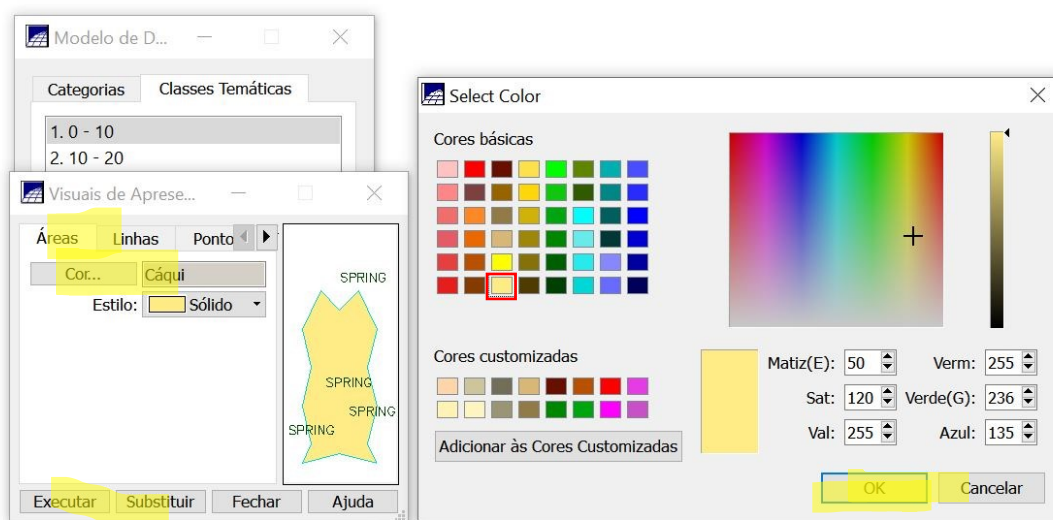 Modelo de D...
Categorias Classes Temáticas
1. 0 - 10
2. 10 - 20
Visuais de Aprese...
Áreas Linhas Ponto
Cor... Cáqui
Estilo: Sólido
SPRING
SPRING
SPRING
SPRING
Executar Substituir Fechar Ajuda
Select Color
Cores básicas
Cores customizadas
Adicionar às Cores Customizadas
Matiz(E): 50 Verm: 255
Sat: 120 Verde(G): 236
Val: 255 Azul: 135
OK Cancelar